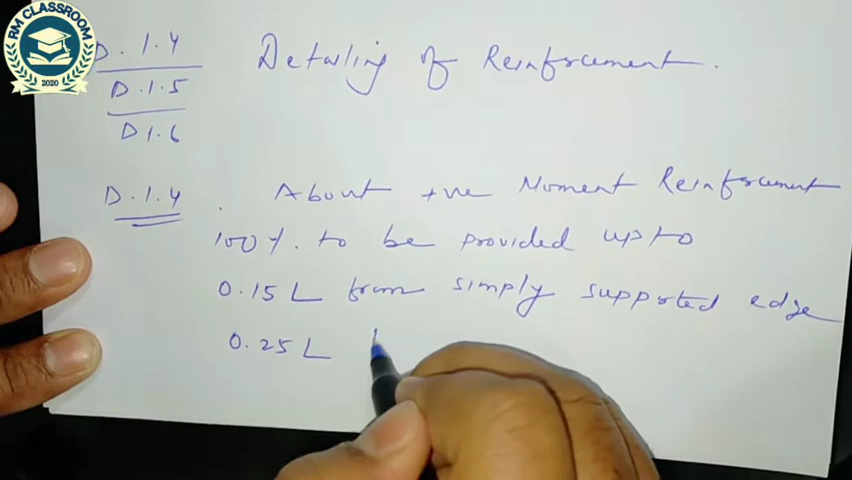 RM CLASSROOM
2020
D.1.4 Detailing of Reinforcement.
D.1.5
D1.6
D.1.4. About +ve Moment Reinforcement
100%. to be provided upto
0.15 L from simply supported edge
0.25 L